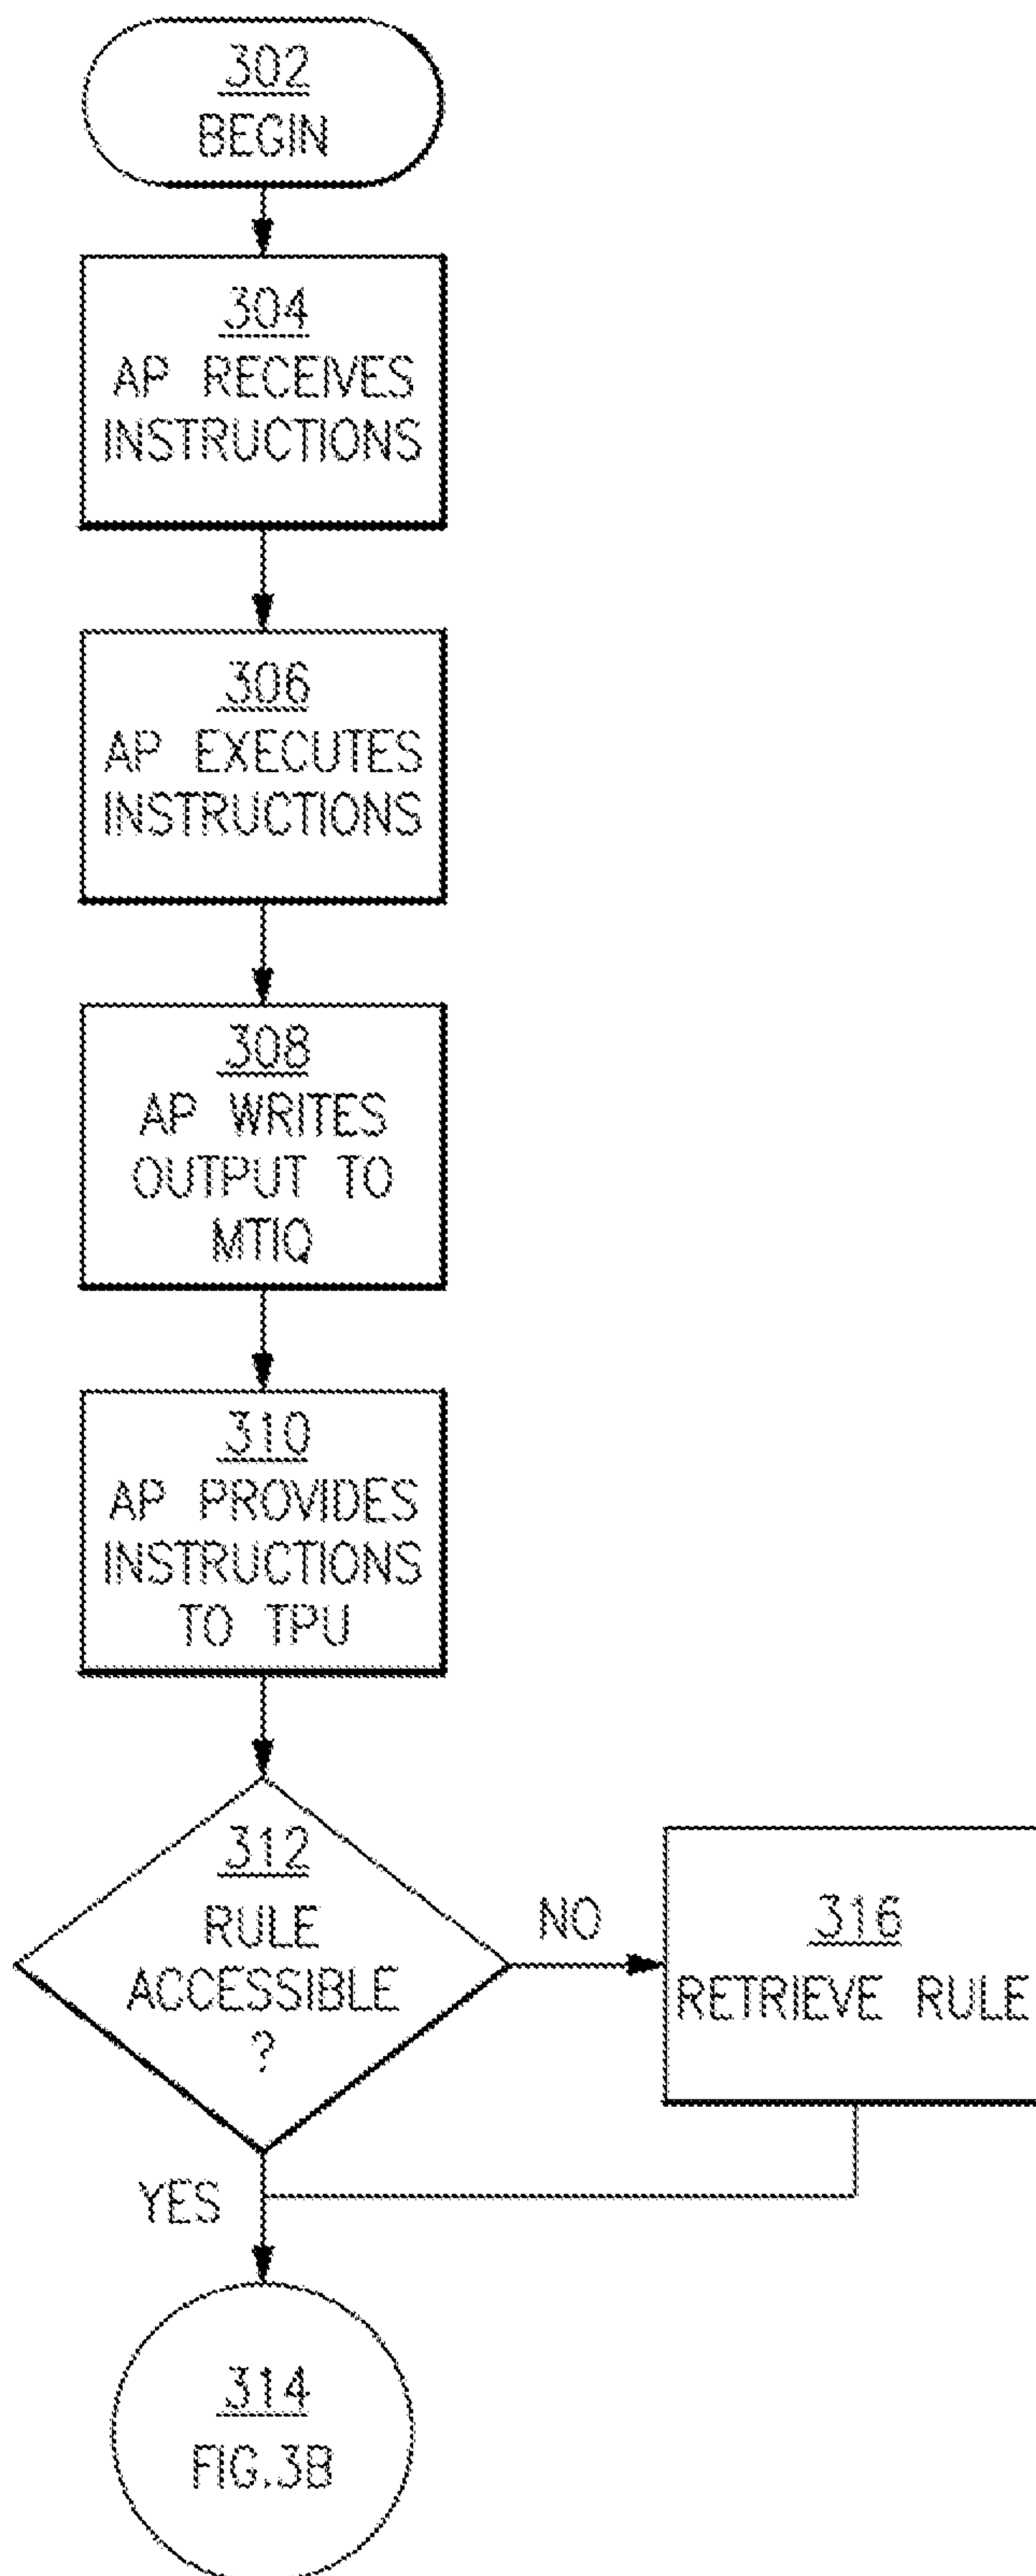 302
BEGIN
304
AP RECEIVES
INSTRUCTIONS
306
AP EXECUTES
INSTRUCTIONS
308
AP WRITES
OUTPUT TO
MTIQ
310
AP PROVIDES
INSTRUCTIONS
TO TPU
312
RULE
ACCESSIBLE
?
NO
316
RETRIEVE RULE
YES
314
FIG.3B